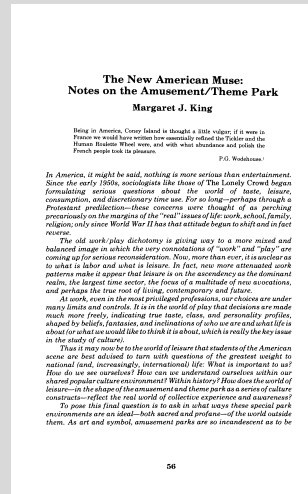 The New American Muse:
Notes on the Amusement/Theme Park
Margaret J. King
Being in America, Coney Island is thought a little vulgar; if it were in
France we would have written how essentially refined the Tickler and the
Human Roulette Wheel were, and with what abundance and polish the
French people took its pleasure.
P.G. Wodehouse.¹
In America, it might be said, nothing is more serious than entertainment.
Since the early 1950s, sociologists like those of The Lonely Crowd began
formulating serious questions about the world of taste, leisure,
consumption, and discretionary time use. For so long—perhaps through a
Protestant predilection—these concerns were thought of as perching
precariously on the margins of the "real" issues of life: work, school, family,
religion; only since World War II has that attitude begun to shift and in fact
reverse.
The old work/play dichotomy is giving way to a more mixed and
balanced image in which the very connotations of "work" and "play" are
coming up for serious reconsideration. Now, more than ever, it is unclear as
to what is labor and what is leisure. In fact, new more attenuated work
patterns make it appear that leisure is on the ascendency as the dominant
realm, the largest time sector, the focus of a multitude of new avocations,
and perhaps the true root of living, contemporary and future.
At work, even in the most privileged professions, our choices are under
many limits and controls. It is in the world of play that decisions are made
much more freely, indicating true taste, class, and personality profiles,
shaped by beliefs, fantasies, and inclinations of who we are and what life is
about (or what we would like to think it is about, which is really the key issue
in the study of culture).
Thus it may now be to the world of leisure that students of the American
scene are best advised to turn with questions of the greatest weight to
national (and, increasingly, international) life: What is important to us?
How do we see ourselves? How can we understand ourselves within our
shared popular culture environment? Within history? How does the world of
leisure—in the shape of the amusement and theme park as a series of culture
constructs—reflect the real world of collective experience and awareness?
To pose this final question is to ask in what ways these special park
environments are an ideal—both sacred and profane—of the world outside
them. As art and symbol, amusement parks are so incandescent as to be
56